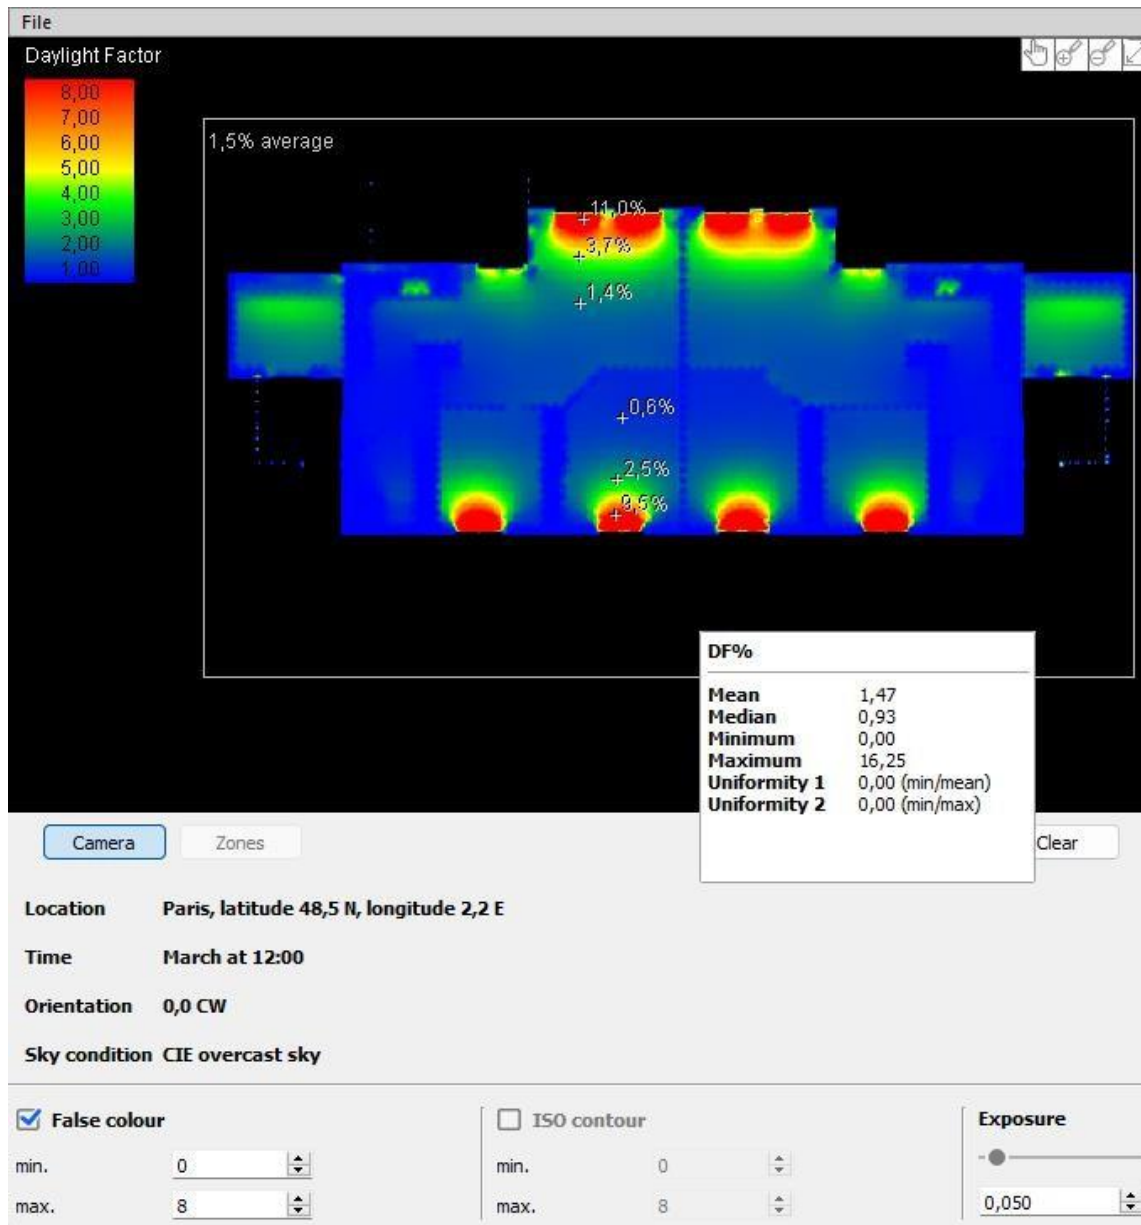 File
Daylight Factor
8,00
7,00
6,00
5,00
4,00
3,00
2,00
1,00
1,5% average
11,0%
3,7%
1,4%
0,6%
2,5%
9,5%
DF%
Mean 1,47
Median 0,93
Minimum 0,00
Maximum 16,25
Uniformity 1 0,00 (min/mean)
Uniformity 2 0,00 (min/max)
Camera Zones Clear
Location Paris, latitude 48,5 N, longitude 2,2 E
Time March at 12:00
Orientation 0,0 CW
Sky condition CIE overcast sky
False colour ISO contour Exposure
min. 0 min. 0
max. 8 max. 8 0,050